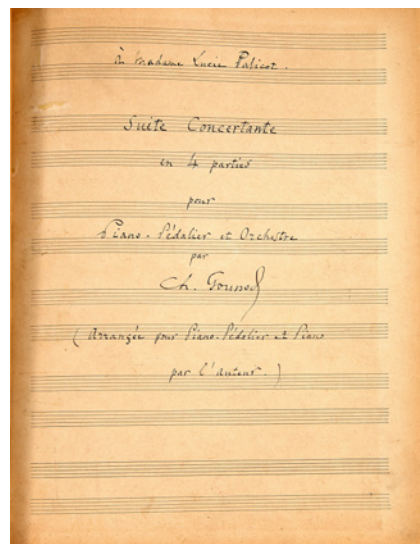 à Madame Lucie Palicot.
Suite Concertante
en 4 parties
pour
Piano-Pédalier et Orchestre
par
Ch. Gounod
(Arrangée pour Piano-Pédalier et Piano
par l'auteur.)